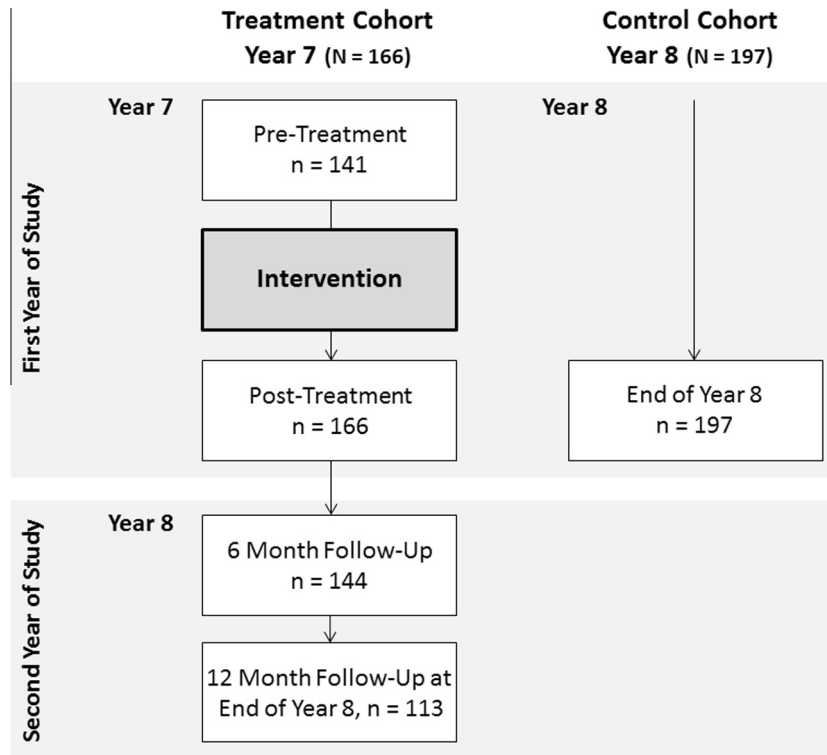 Treatment Cohort
Year 7 (N = 166)
Control Cohort
Year 8 (N = 197)
First Year of Study
Year 7
Pre-Treatment
n = 141
Intervention
Post-Treatment
n = 166
Year 8
End of Year 8
n = 197
Second Year of Study
Year 8
6 Month Follow-Up
n = 144
12 Month Follow-Up at
End of Year 8, n = 113